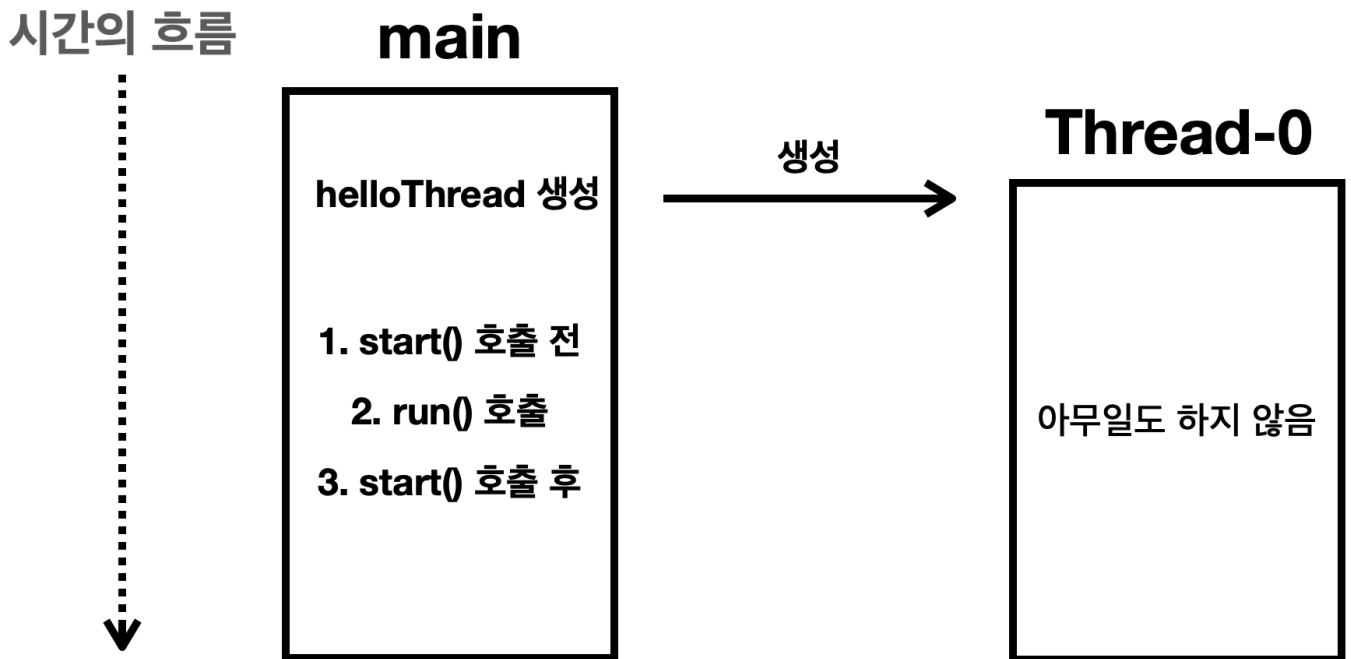 시간의 흐름
main
Thread-0
생성
helloThread 생성
1. start() 호출 전
2. run() 호출
3. start() 호출 후
아무일도 하지 않음